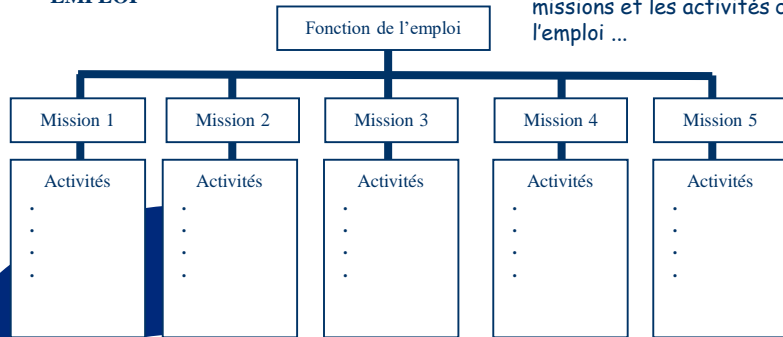 EMPLOI
missions et les activités
l'emploi ...
Fonction de l'emploi
Mission 1
Mission 2
Mission 3
Mission 4
Mission 5
Activités
Activités
Activités
Activités
Activités